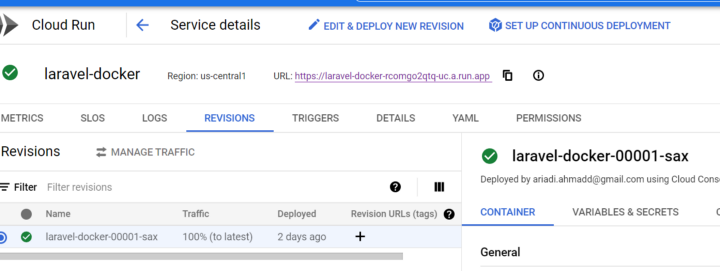 Cloud Run Service details EDIT & DEPLOY NEW REVISION SET UP CONTINUOUS DEPLOYMENT
laravel-docker Region: us-central1 URL: https://laravel-docker-rcomgo2qtq-uc.a.run.app
METRICS SLOS LOGS REVISIONS TRIGGERS DETAILS YAML PERMISSIONS
Revisions MANAGE TRAFFIC
Filter Filter revisions
Name Traffic Deployed Revision URLs (tags)
laravel-docker-00001-sax 100% (to latest) 2 days ago
laravel-docker-00001-sax
Deployed by ariadi.ahmadd@gmail.com using Cloud Cons
CONTAINER VARIABLES & SECRETS
General